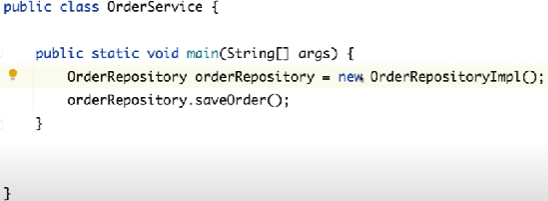 public class OrderService {
public static void main(String[] args) {
OrderRepository orderRepository = new OrderRepositoryImpl();
orderRepository.saveOrder();
}
}